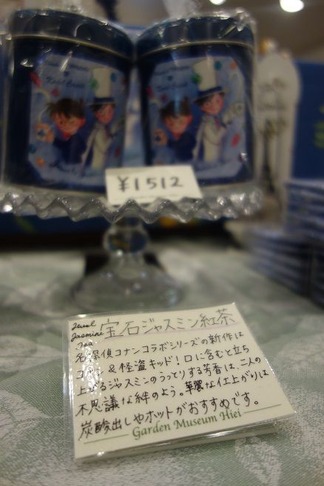 ¥1512
Jewel
Jasmine
Tea
宝石ジャスミン紅茶
名探偵コナンコラボシリーズの新作は
コナン&怪盗キッド!口に含むと立ち
上るジャスミンのうっとりする芳香は、二人の
不思議な絆のよう。華麗な仕上がりは
炭酸出しやホットがおすすめです。
Garden Museum Hiei